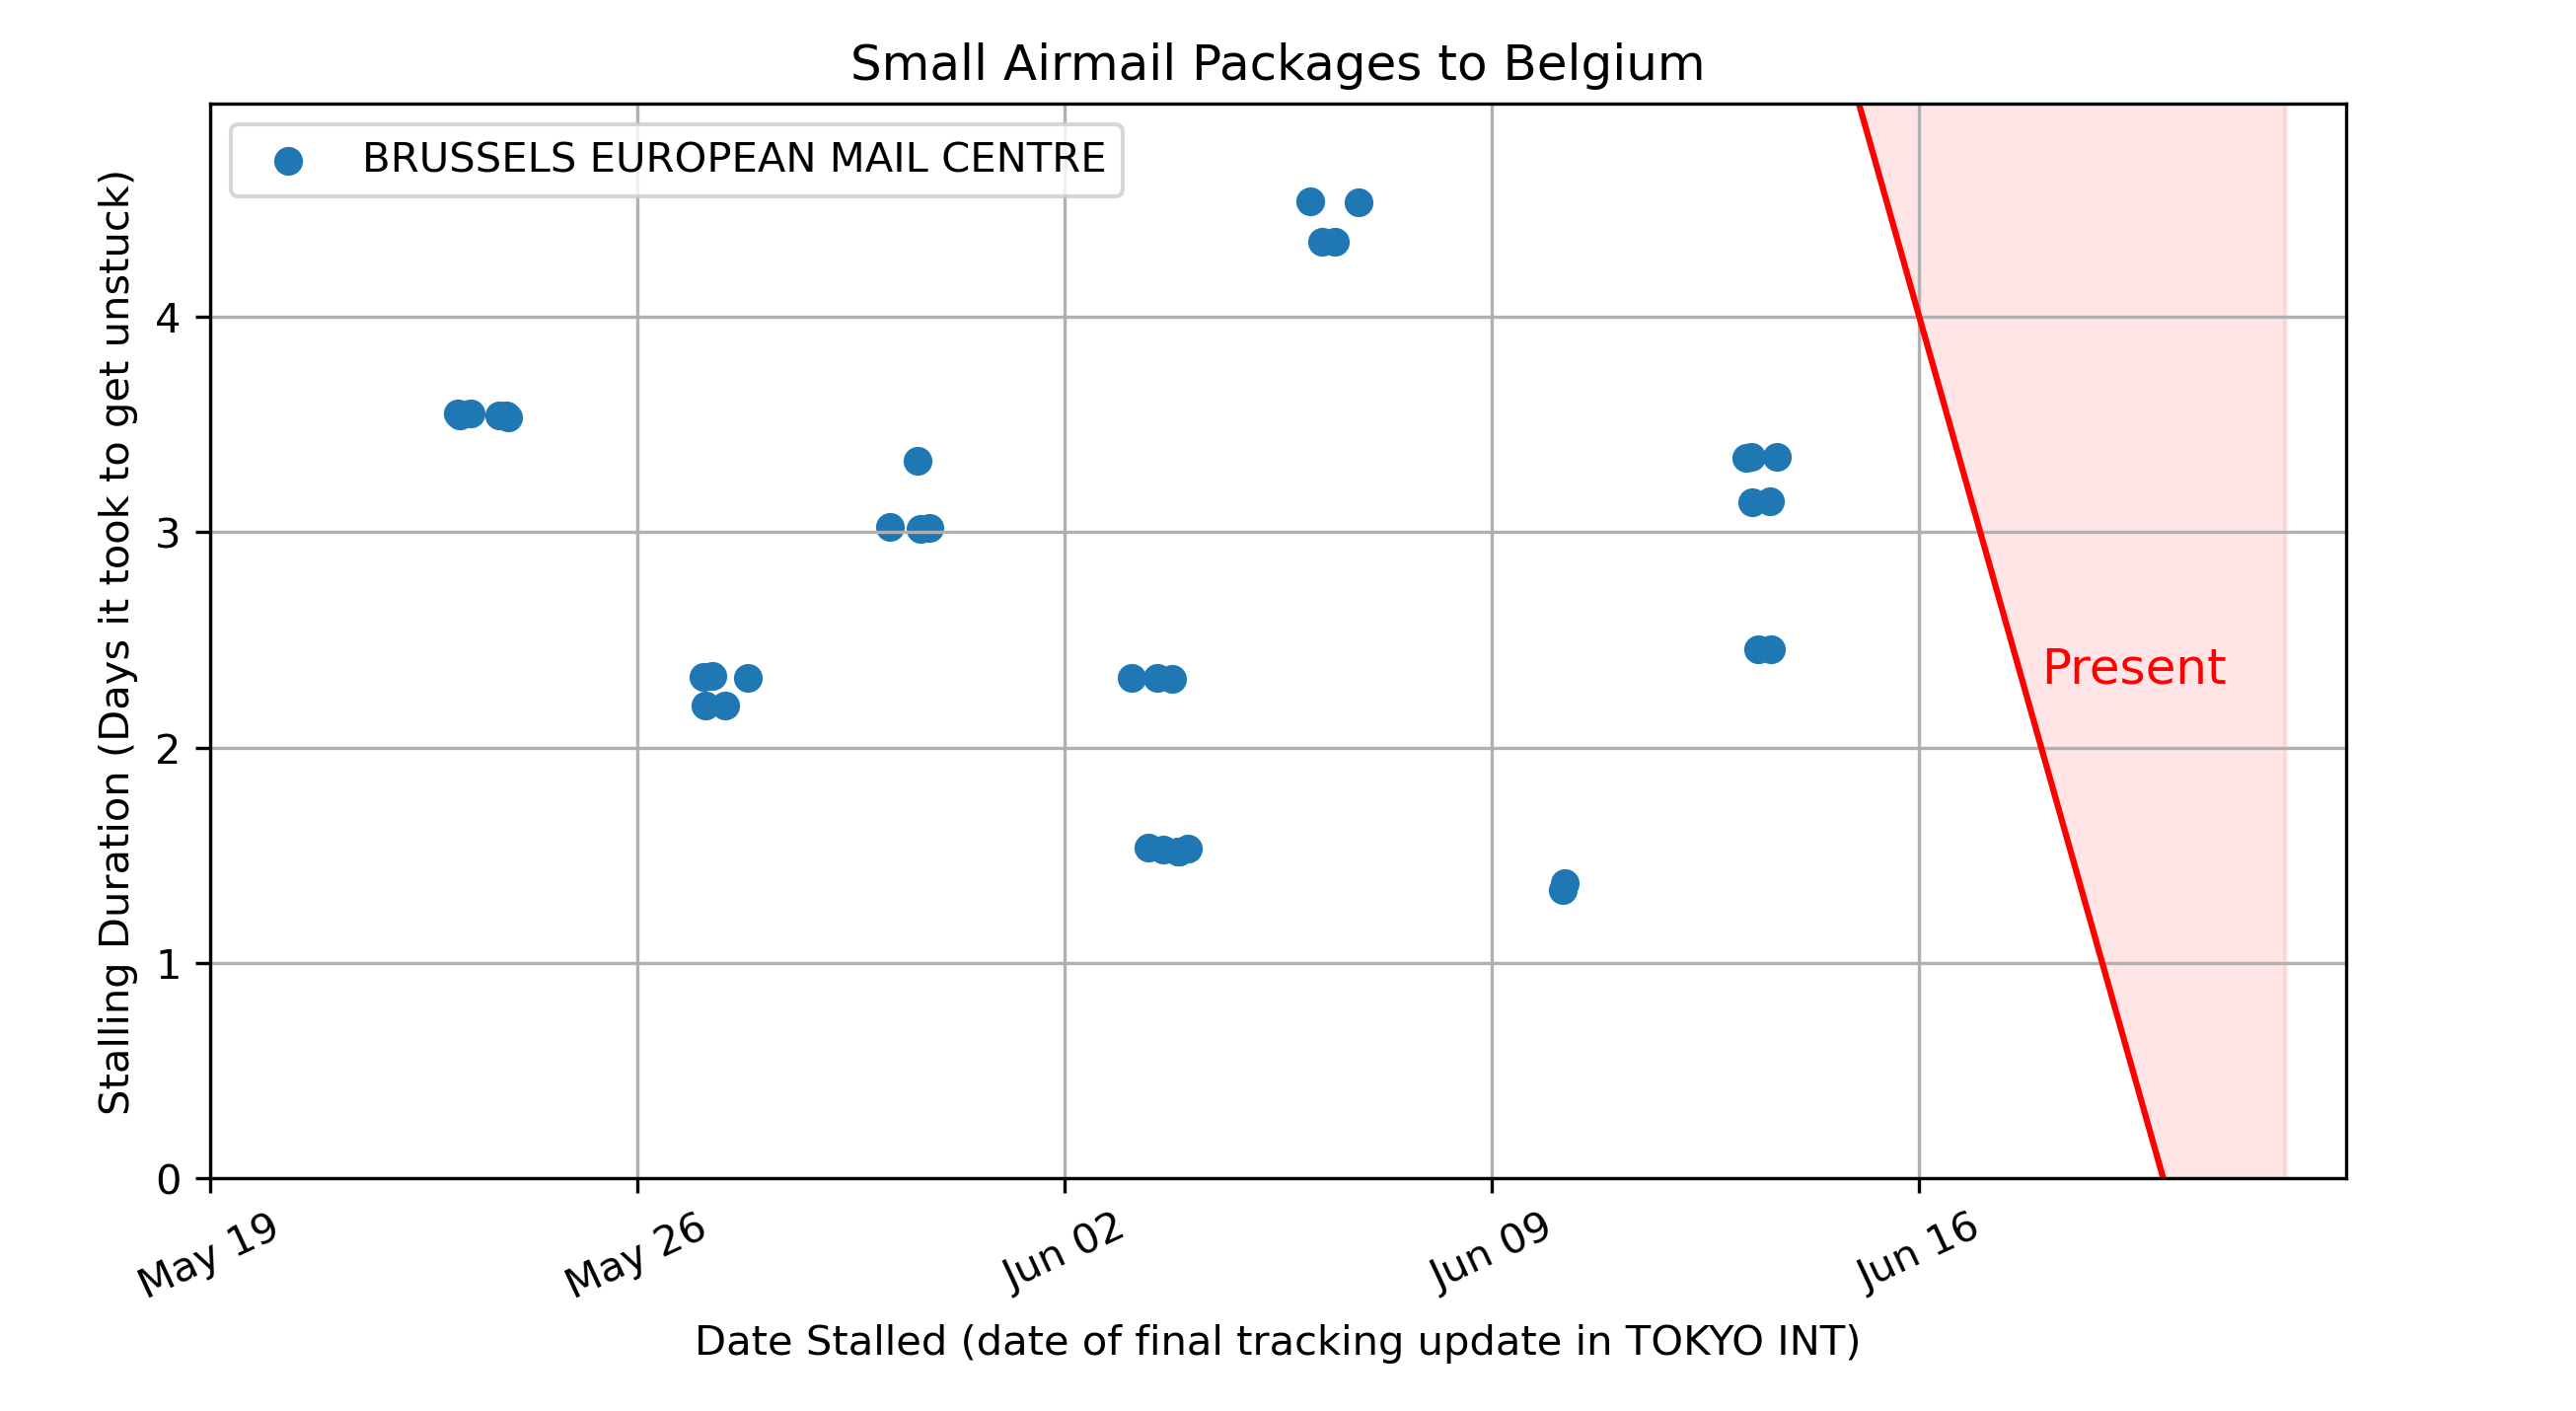 Small Airmail Packages to Belgium
BRUSSELS EUROPEAN MAIL CENTRE
Stalling Duration (Days it took to get unstuck)
4
3
2
1
0
Present
May 19
May 26
Jun 02
Jun 09
Jun 16
Date Stalled (date of final tracking update in TOKYO INT)